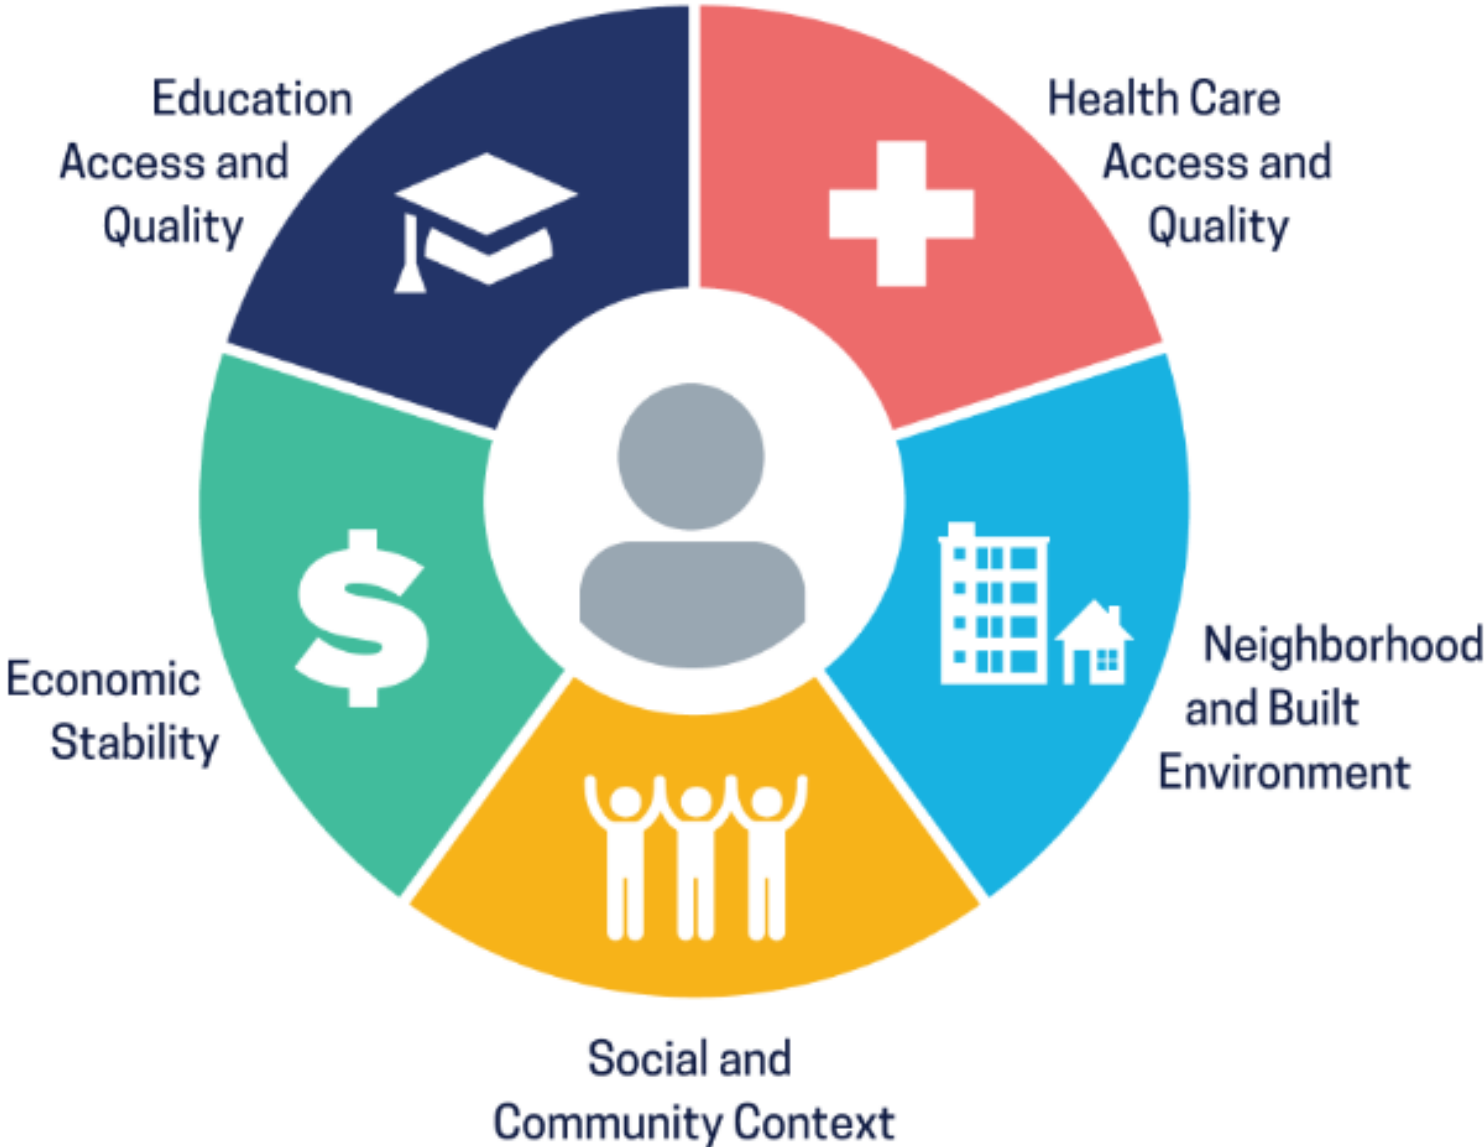 Education
Access and
Quality
Health Care
Access and
Quality
Economic
Stability
Neighborhood
and Built
Environment
Social and
Community Context